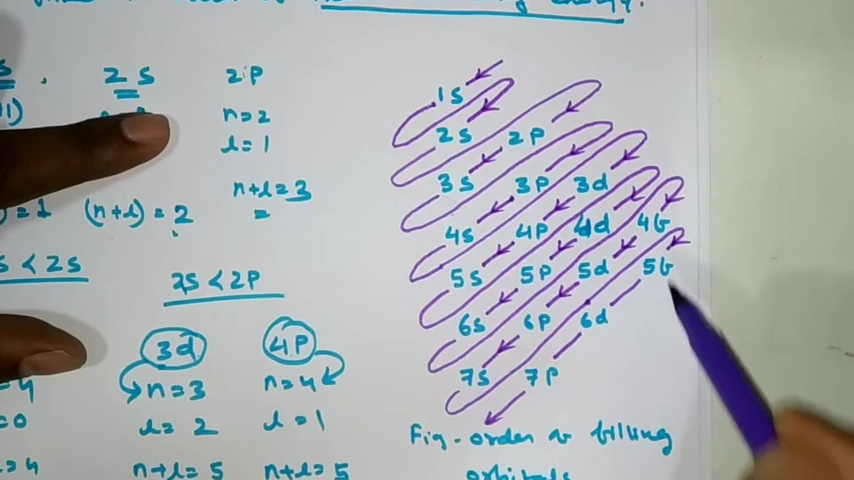 energy.
2S 2P
n=2
l=1
(n+l) = 2 n+l=3
=
S < 2S 2S < 2P
3d 4P
n=3 n=4
l=2 l=1
n+l=5 n+l=5
1S
2S 2P
3S 3P 3d
4S 4P 4d 4f
5S 5P 5d 5f
6S 6P 6d
7S 7P
Fig-order of filling
orbitals